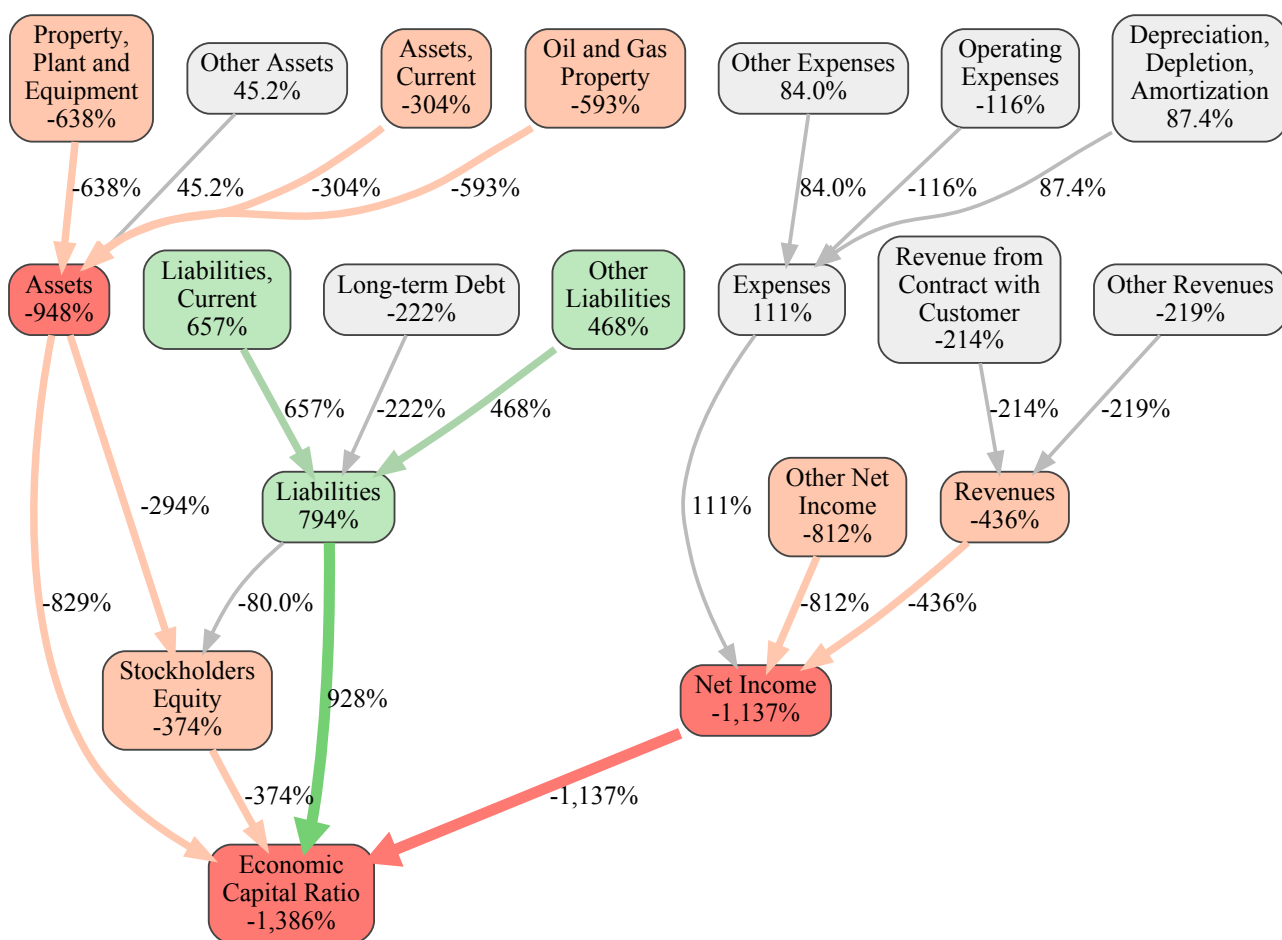 Property,
Plant and
Equipment
-638%
Other Assets
45.2%
Assets,
Current
-304%
Oil and Gas
Property
-593%
Other Expenses
84.0%
Operating
Expenses
-116%
Depreciation,
Depletion,
Amortization
87.4%
-638%
45.2%
-304%
-593%
84.0%
-116%
87.4%
Assets
-948%
Liabilities,
Current
657%
Long-term Debt
-222%
Other
Liabilities
468%
Expenses
111%
Revenue from
Contract with
Customer
-214%
Other Revenues
-219%
657%
-222%
468%
-214%
-219%
-294%
Liabilities
794%
111%
Other Net
Income
-812%
Revenues
-436%
-829%
-80.0%
-812%
-436%
Stockholders
Equity
-374%
928%
Net Income
-1,137%
-374%
-1,137%
Economic
Capital Ratio
-1,386%